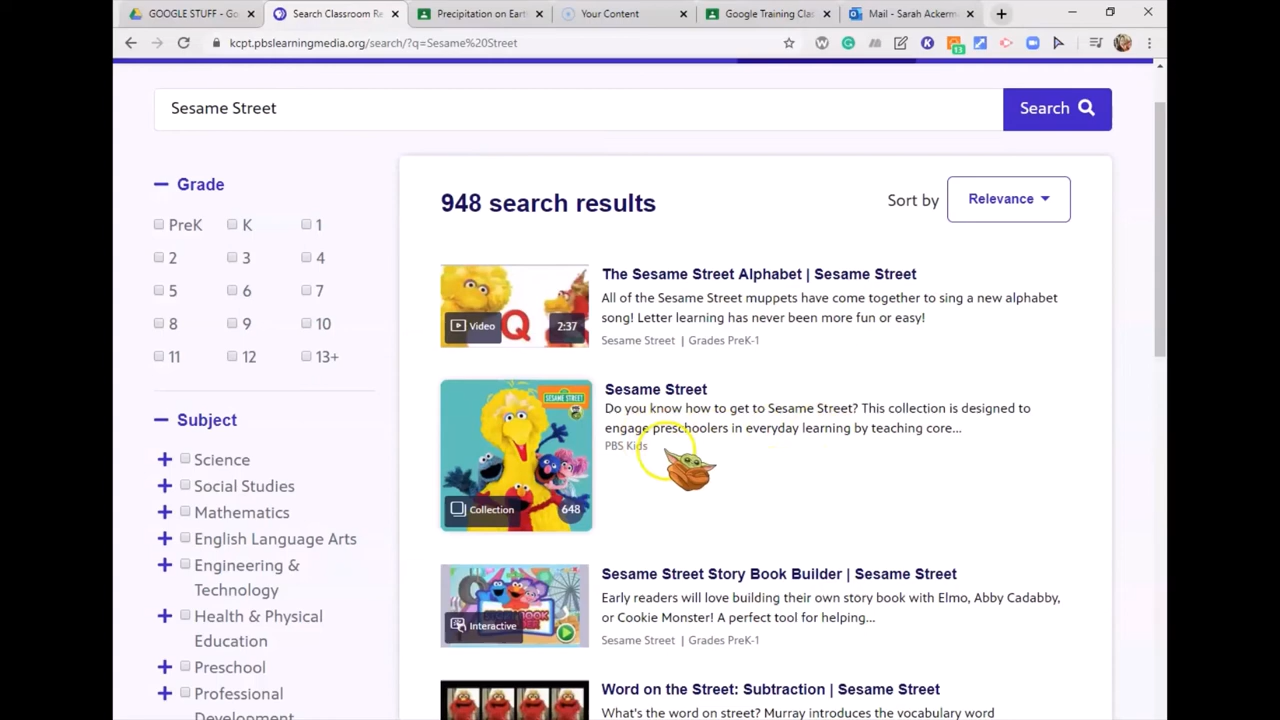 GOOGLE STUFF - Go
Search Classroom Re
Precipitation on Eart
Your Content
Google Training Clas
Mail - Sarah Ackerm
kcpt.pbslearningmedia.org/search/?q=Sesame%20Street
13
Sesame Street
Search
Grade
PreK K 1
2 3 4
5 6 7
8 9 10
11 12 13+
Subject
Science
Social Studies
Mathematics
English Language Arts
Engineering &
Technology
Health & Physical
Education
Preschool
Professional
Development
948 search results
Sort by
Relevance
The Sesame Street Alphabet | Sesame Street
All of the Sesame Street muppets have come together to sing a new alphabet
song! Letter learning has never been more fun or easy!
Sesame Street | Grades PreK-1
Q
Video
2:37
Sesame Street
Do you know how to get to Sesame Street? This collection is designed to
engage preschoolers in everyday learning by teaching core...
PBS Kids
SESAME STREET
Collection
648
Sesame Street Story Book Builder | Sesame Street
Early readers will love building their own story book with Elmo, Abby Cadabby,
or Cookie Monster! A perfect tool for helping...
Sesame Street | Grades PreK-1
Interactive
Word on the Street: Subtraction | Sesame Street
What's the word on street? Murray introduces the vocabulary word